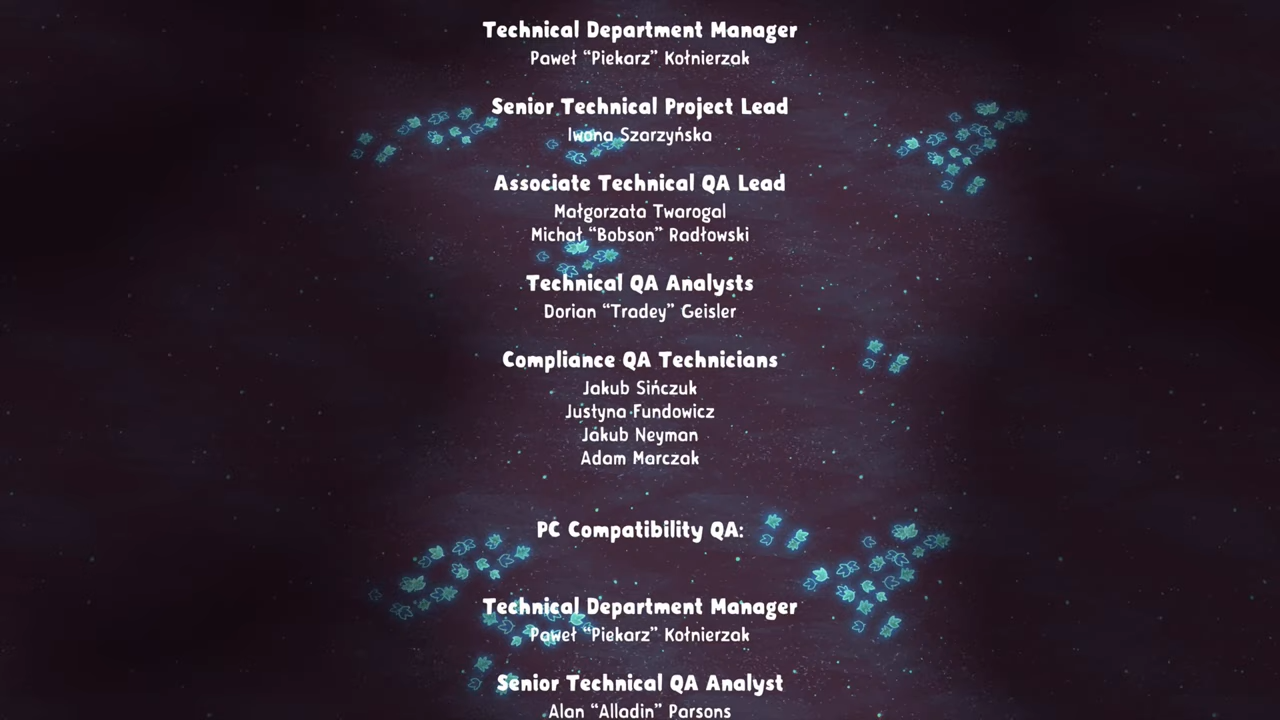 Technical Department Manager
Paweł “Piekarz” Kołnierzak
Senior Technical Project Lead
Iwona Szarzyńska
Associate Technical QA Lead
Małgorzata Twarogal
Michał “Bobson” Radłowski
Technical QA Analysts
Dorian “Tradey” Geisler
Compliance QA Technicians
Jakub Sińczuk
Justyna Fundowicz
Jakub Neyman
Adam Marczak
PC Compatibility QA:
Technical Department Manager
Paweł “Piekarz” Kołnierzak
Senior Technical QA Analyst
Alan “Alladin” Parsons